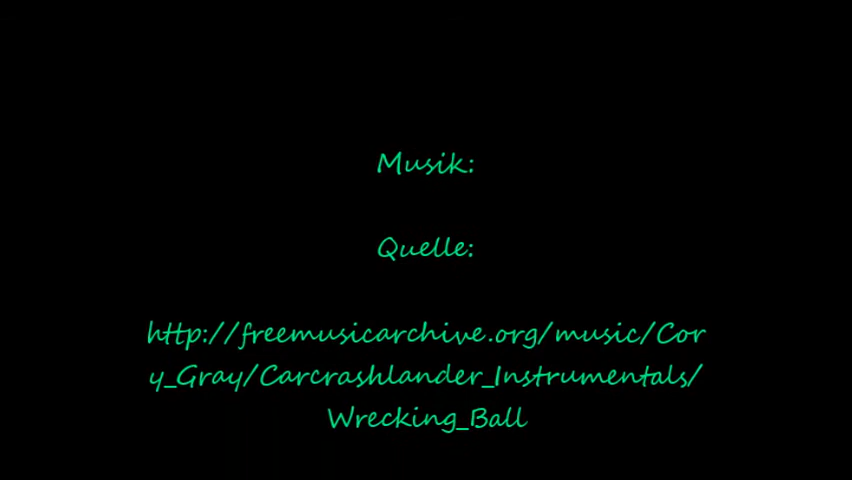 Musik:
Quelle:
http://freemusicarchive.org/music/Cor
y_Gray/Carcrashlander_Instrumentals/
Wrecking_Ball